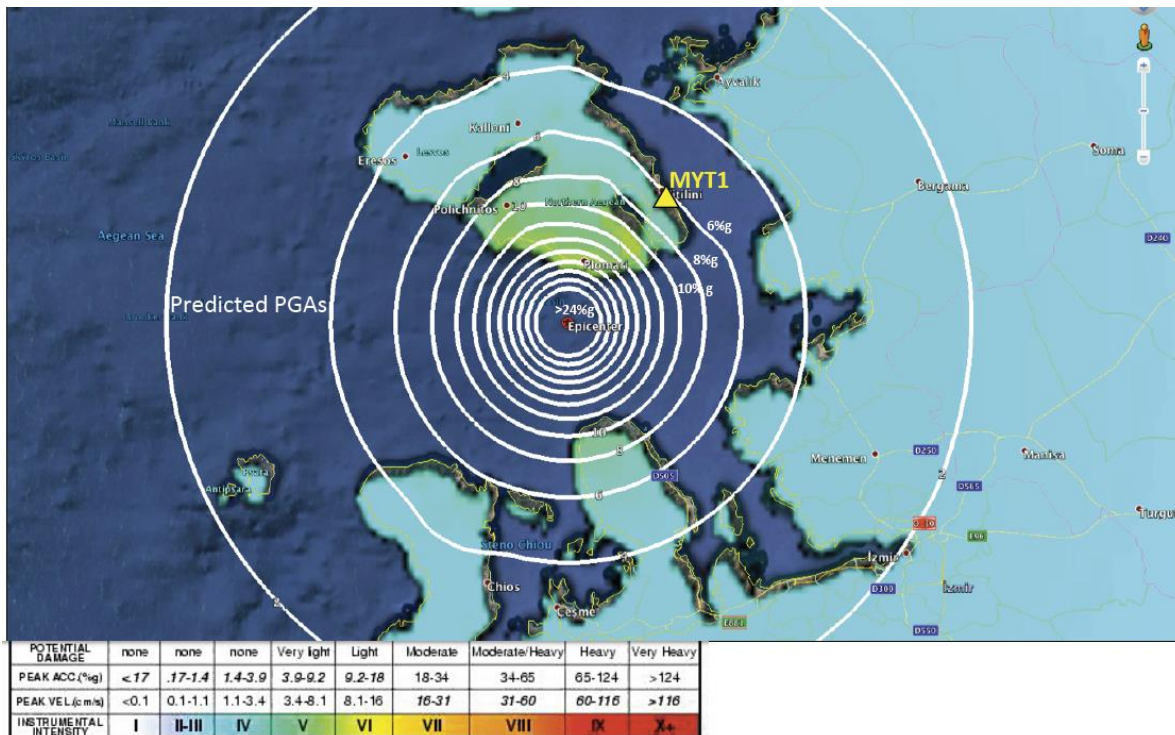 4
Ayvalik
Kalloni
6
Soma
Eresos
Lesvos
8
MYT1
Bergama
Polichnitos
10
Northern Aegean
6%g
D240
Aegean Sea
8%g
Plomari
10% g
Predicted PGAs
>24%g
Epicenter
10
8
Menemen
D250
Manisa
2
D505
6
D565
Psara
Antipsara
Turgu
E96
Steno Chiou
Izmir
Chios
D300
Izmir
2
Cesme
E881
D550
POTENTIAL DAMAGE none none none Very light Light Moderate Moderate/Heavy Heavy Very Heavy
PEAK ACC.(%g) <.17 .17-1.4 1.4-3.9 3.9-9.2 9.2-18 18-34 34-65 65-124 >124
PEAK VEL.(cm/s) <0.1 0.1-1.1 1.1-3.4 3.4-8.1 8.1-16 16-31 31-60 60-116 >116
INSTRUMENTAL INTENSITY I II-III IV V VI VII VIII IX X+